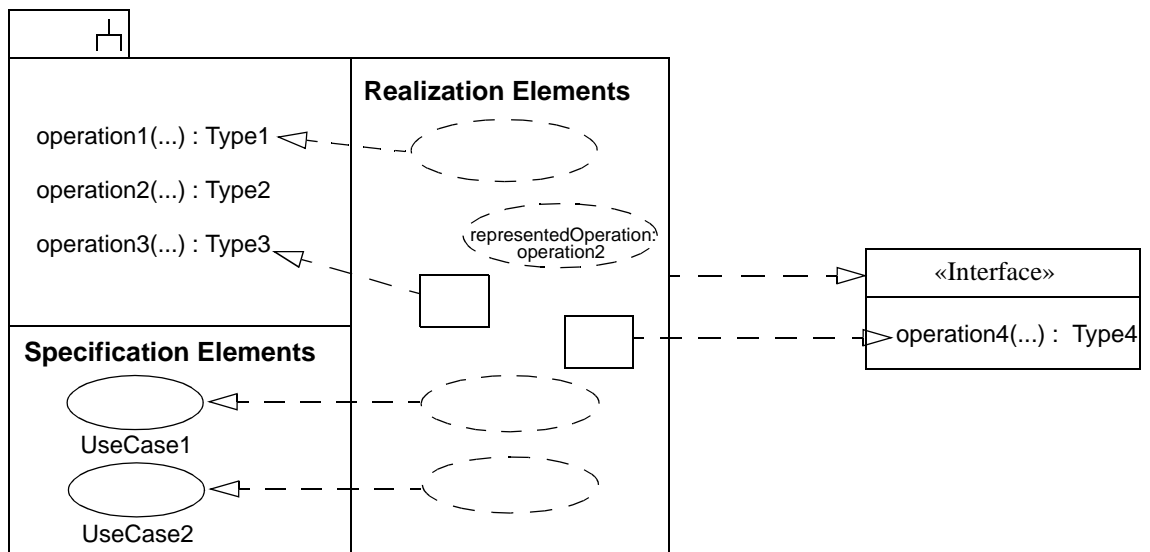 Realization Elements
operation1(...) : Type1
operation2(...) : Type2
operation3(...) : Type3
representedOperation:
operation2
«Interface»
operation4(...) : Type4
Specification Elements
UseCase1
UseCase2